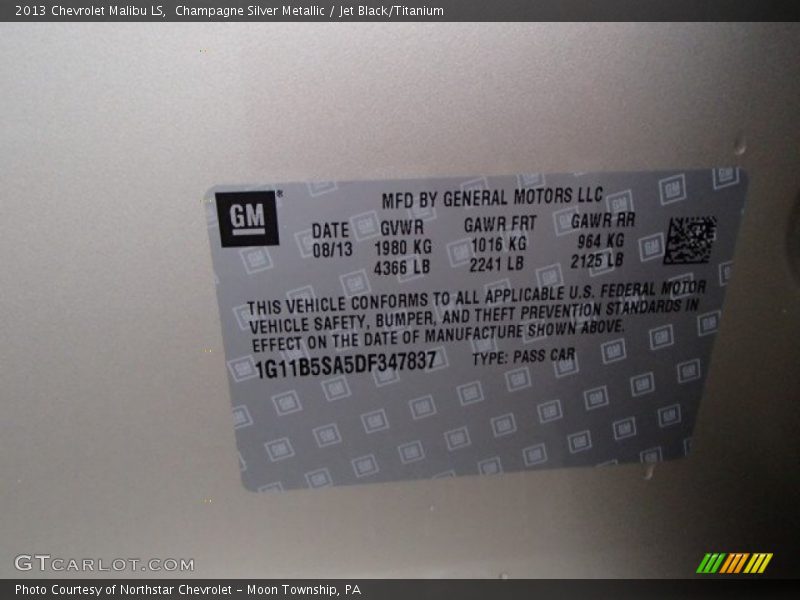 2013 Chevrolet Malibu LS, Champagne Silver Metallic / Jet Black/Titanium
GM®
MFD BY GENERAL MOTORS LLC
DATE GVWR GAWR FRT GAWR RR
08/13 1980 KG 1016 KG 964 KG
4366 LB 2241 LB 2125 LB
THIS VEHICLE CONFORMS TO ALL APPLICABLE U.S. FEDERAL MOTOR
VEHICLE SAFETY, BUMPER, AND THEFT PREVENTION STANDARDS IN
EFFECT ON THE DATE OF MANUFACTURE SHOWN ABOVE.
1G11B5SA5DF347837 TYPE: PASS CAR
GTCARLOT.COM
Photo Courtesy of Northstar Chevrolet - Moon Township, PA